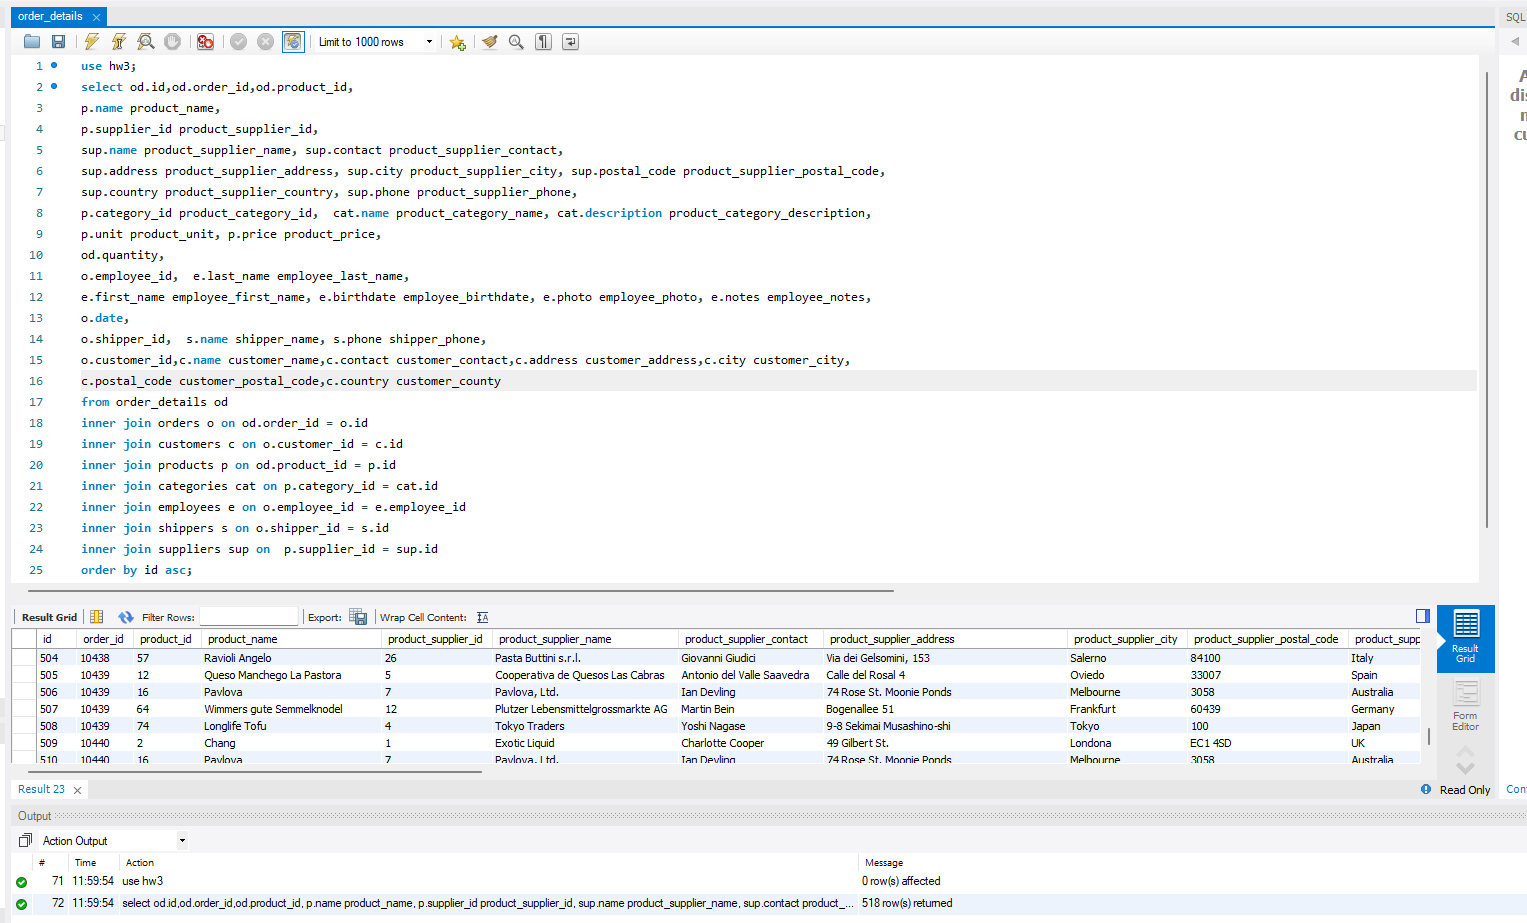 order_details
SQL
Limit to 1000 rows
1 use hw3;
2 select od.id,od.order_id,od.product_id,
3 p.name product_name,
4 p.supplier_id product_supplier_id,
5 sup.name product_supplier_name, sup.contact product_supplier_contact,
6 sup.address product_supplier_address, sup.city product_supplier_city, sup.postal_code product_supplier_postal_code,
7 sup.country product_supplier_country, sup.phone product_supplier_phone,
8 p.category_id product_category_id,  cat.name product_category_name, cat.description product_category_description,
9 p.unit product_unit, p.price product_price,
10 od.quantity,
11 o.employee_id,  e.last_name employee_last_name,
12 e.first_name employee_first_name, e.birthdate employee_birthdate, e.photo employee_photo, e.notes employee_notes,
13 o.date,
14 o.shipper_id,  s.name shipper_name, s.phone shipper_phone,
15 o.customer_id,c.name customer_name,c.contact customer_contact,c.address customer_address,c.city customer_city,
16 c.postal_code customer_postal_code,c.country customer_county
17 from order_details od
18 inner join orders o on od.order_id = o.id
19 inner join customers c on o.customer_id = c.id
20 inner join products p on od.product_id = p.id
21 inner join categories cat on p.category_id = cat.id
22 inner join employees e on o.employee_id = e.employee_id
23 inner join shippers s on o.shipper_id = s.id
24 inner join suppliers sup on  p.supplier_id = sup.id
25 order by id asc;
Result Grid Filter Rows: Export: Wrap Cell Content:
id order_id product_id product_name product_supplier_id product_supplier_name product_supplier_contact product_supplier_address product_supplier_city product_supplier_postal_code product_supp
504 10438 57 Ravioli Angelo 26 Pasta Buttini s.r.l. Giovanni Giudici Via dei Gelsomini, 153 Salerno 84100 Italy
505 10439 12 Queso Manchego La Pastora 5 Cooperativa de Quesos Las Cabras Antonio del Valle Saavedra Calle del Rosal 4 Oviedo 33007 Spain
506 10439 16 Pavlova 7 Pavlova, Ltd. Ian Devling 74 Rose St. Moonie Ponds Melbourne 3058 Australia
507 10439 64 Wimmers gute Semmelknodel 12 Plutzer Lebensmittelgrossmarkte AG Martin Bein Bogenallee 51 Frankfurt 60439 Germany
508 10439 74 Longlife Tofu 4 Tokyo Traders Yoshi Nagase 9-8 Sekimai Musashino-shi Tokyo 100 Japan
509 10440 2 Chang 1 Exotic Liquid Charlotte Cooper 49 Gilbert St. Londona EC1 4SD UK
510 10440 16 Pavlova 7 Pavlova, Ltd. Ian Devling 74 Rose St. Moonie Ponds Melbourne 3058 Australia
Result Grid
Form Editor
Result 23
Read Only
Output
Action Output
# Time Action Message
71 11:59:54 use hw3 0 row(s) affected
72 11:59:54 select od.id,od.order_id,od.product_id, p.name product_name, p.supplier_id product_supplier_id, sup.name product_supplier_name, sup.contact product_... 518 row(s) returned